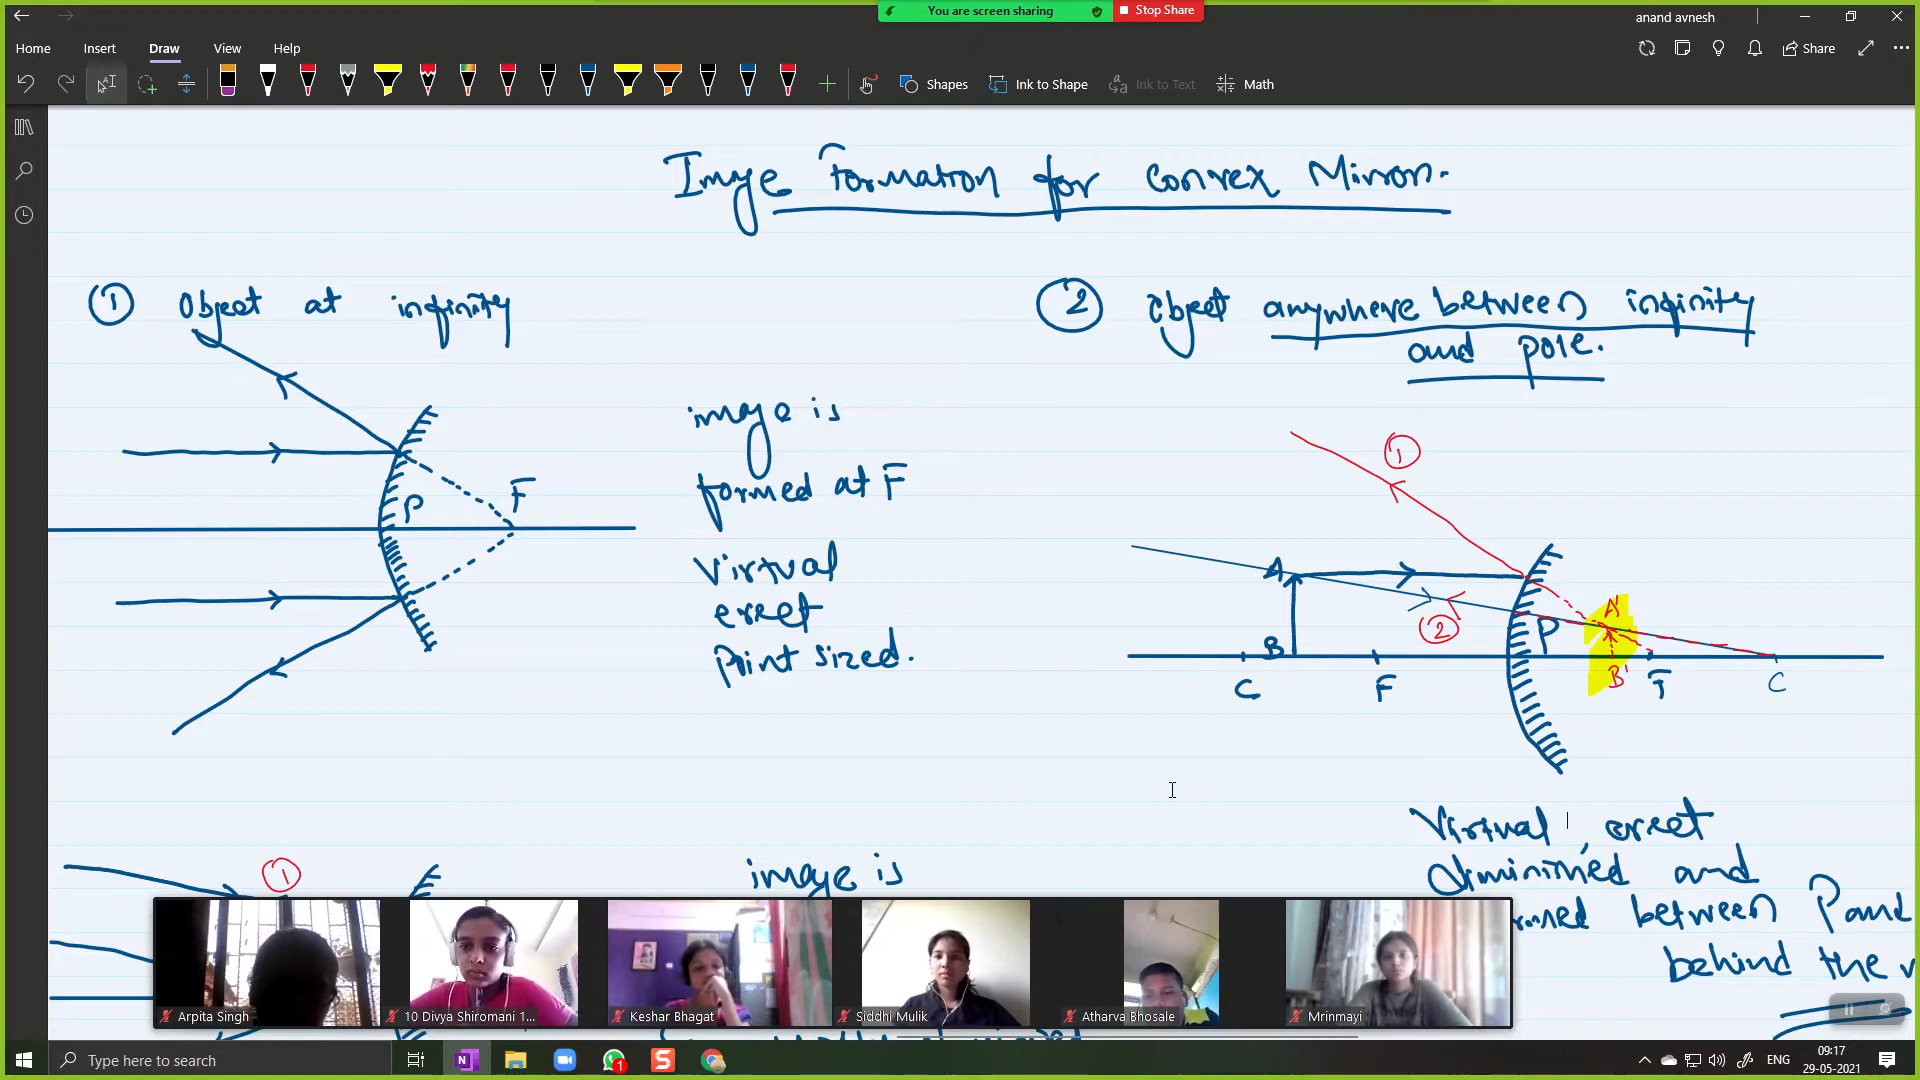 You are screen sharing
Stop Share
anand avnesh
Home Insert Draw View Help
Share
Shapes
Ink to Shape
Ink to Text
Math
Image Formation for Convex Mirror.
① Object at infinity
② Object anywhere between infinity
and pole.
P
F
image is
formed at F
Virtual
erect
Point sized.
①
A
②
B
P
A'
B'
C
F
F
C
Virtual, erect
diminished and
between P and
behind the
①
image is
Arpita Singh
10 Divya Shiromani 1...
Keshar Bhagat
Siddhi Mulik
Atharva Bhosale
Mrinmayi
Type here to search
1
ENG
09:17
29-05-2021